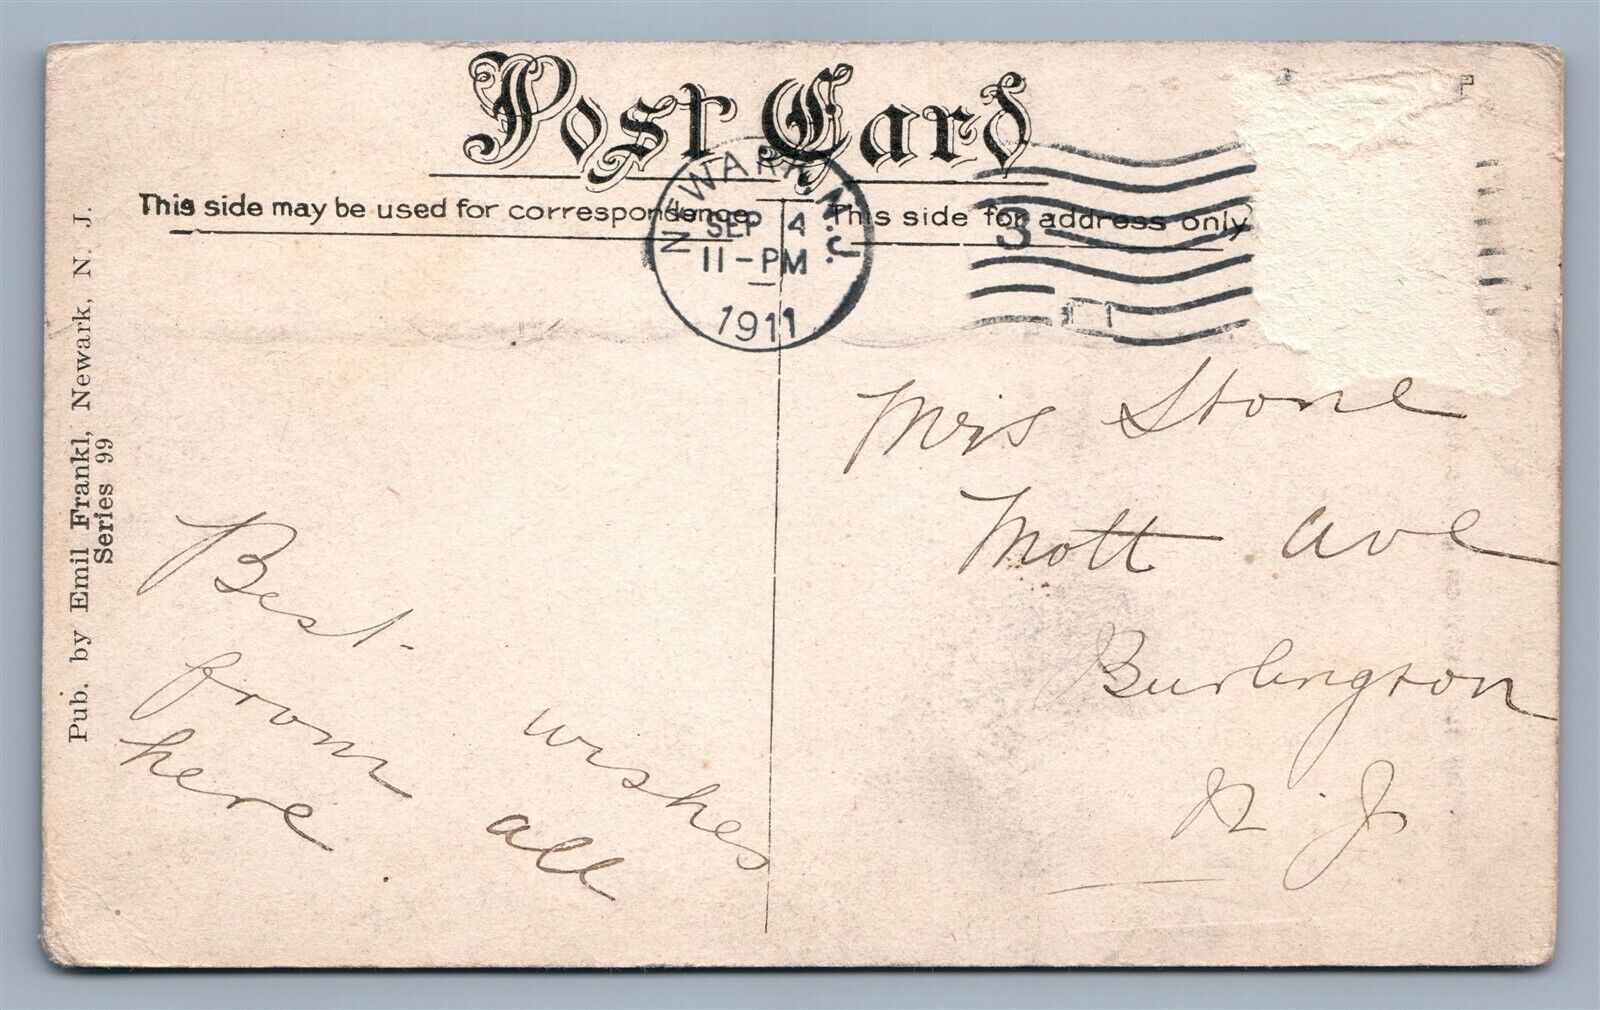 Post Card
This side may be used for correspondence
This side for address only
NEWARK, N.J.
SEP 4
11-PM
1911
3
Pub. by Emil Frankl, Newark, N. J.
Series 99
Best wishes
from all
here.
Mrs Stone
Mott Ave
Burlington
N. J.